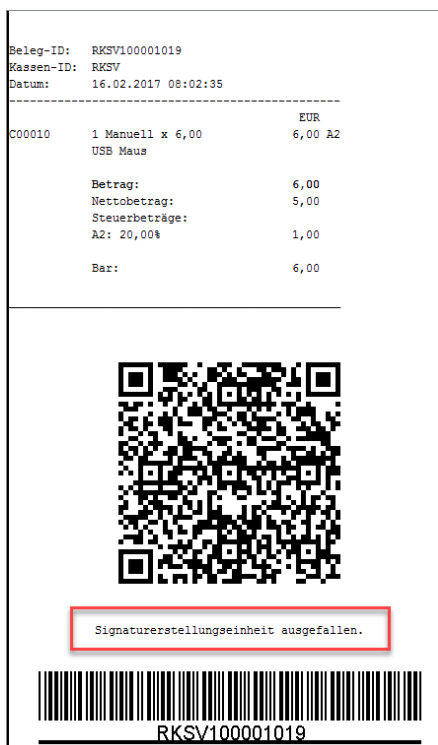 Beleg-ID: RKSV100001019
Kassen-ID: RKSV
Datum: 16.02.2017 08:02:35
EUR
C00010 1 Manuell x 6,00 6,00 A2
USB Maus
Betrag: 6,00
Nettobetrag: 5,00
Steuerbeträge:
A2: 20,00% 1,00
Bar: 6,00
Signaturerstellungseinheit ausgefallen.
RKSV100001019